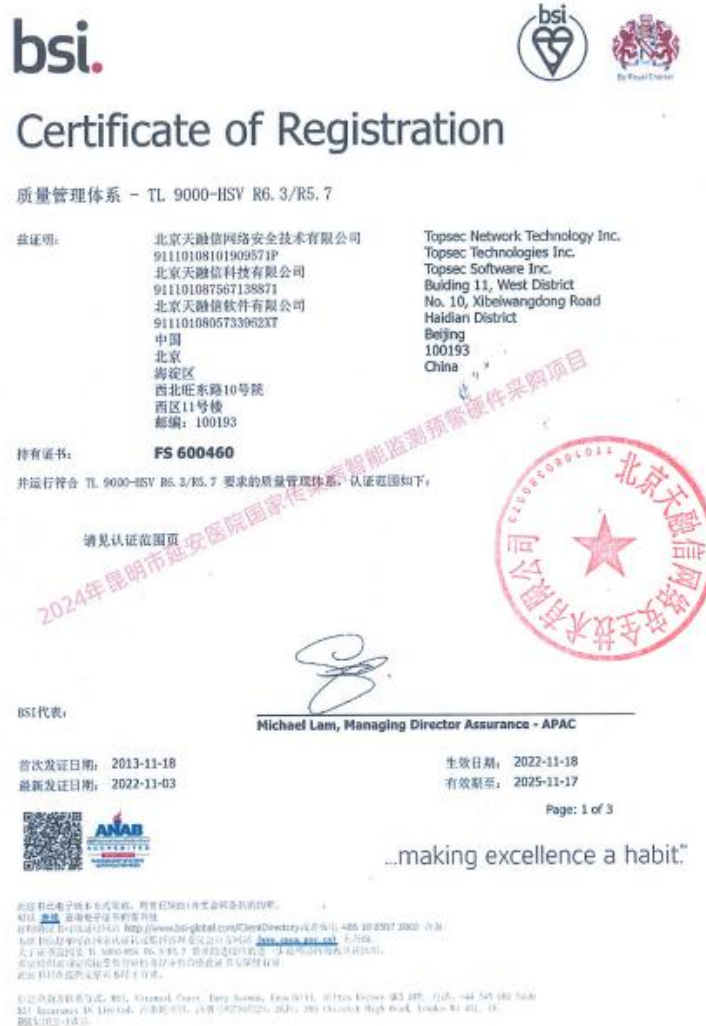 bsi.
bsi
By Royal Charter
Certificate of Registration
质量管理体系 - TL 9000-HSV R6.3/R5.7
兹证明:
北京天融信网络安全技术有限公司
91110108101909571P
北京天融信科技有限公司
911101087567138871
北京天融信软件有限公司
9111010805733962XT
中国
北京
海淀区
西北旺东路10号院
西区11号楼
邮编: 100193
Topsec Network Technology Inc.
Topsec Technologies Inc.
Topsec Software Inc.
Buiding 11, West District
No. 10, Xibeiwangdong Road
Haidian District
Beijing
100193
China
持有证书:
FS 600460
并运行符合 TL 9000-HSV R6.3/R5.7 要求的质量管理体系，认证范围如下:
请见认证范围页
2024年昆明市延安医院国家传染病智能监测预警硬件采购项目
北京天融信网络安全技术有限公司
BSI代表:
Michael Lam, Managing Director Assurance - APAC
首次发证日期: 2013-11-18
最新发证日期: 2022-11-03
生效日期: 2022-11-18
有效期至: 2025-11-17
Page: 1 of 3
ANAB
ACCREDITED
...making excellence a habit.™